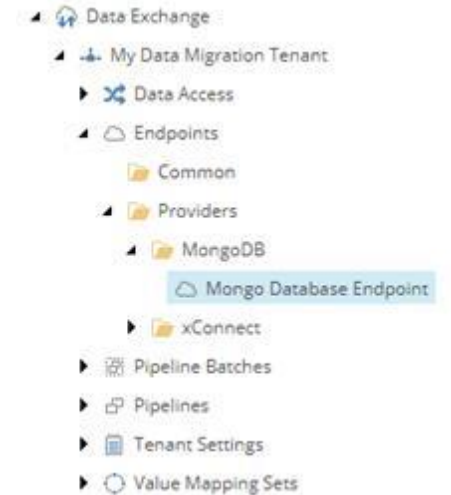 Data Exchange
My Data Migration Tenant
Data Access
Endpoints
Common
Providers
MongoDB
Mongo Database Endpoint
xConnect
Pipeline Batches
Pipelines
Tenant Settings
Value Mapping Sets